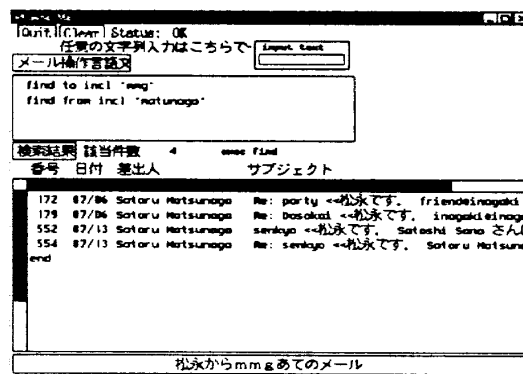 Quit Clear Status: OK
任意の文字列入力はこちらで
input text
メール操作言語文
find to incl "mmg"
find from incl "matunaga"
検索結果 該当件数 4 find
番号 日付 差出人 サブジェクト
172 07/06 Satoru Matsunaga Re: party <<松永です。 friend@inagaki
179 07/06 Satoru Matsunaga Re: Dosokai <<松永です。 inagaki@inaga
552 07/13 Satoru Matsunaga senkyo <<松永です。 Satoshi Sano さんは
554 07/13 Satoru Matsunaga Re: senkyo <<松永です。 Satoru Matsuna
end
松永からmmgあてのメール